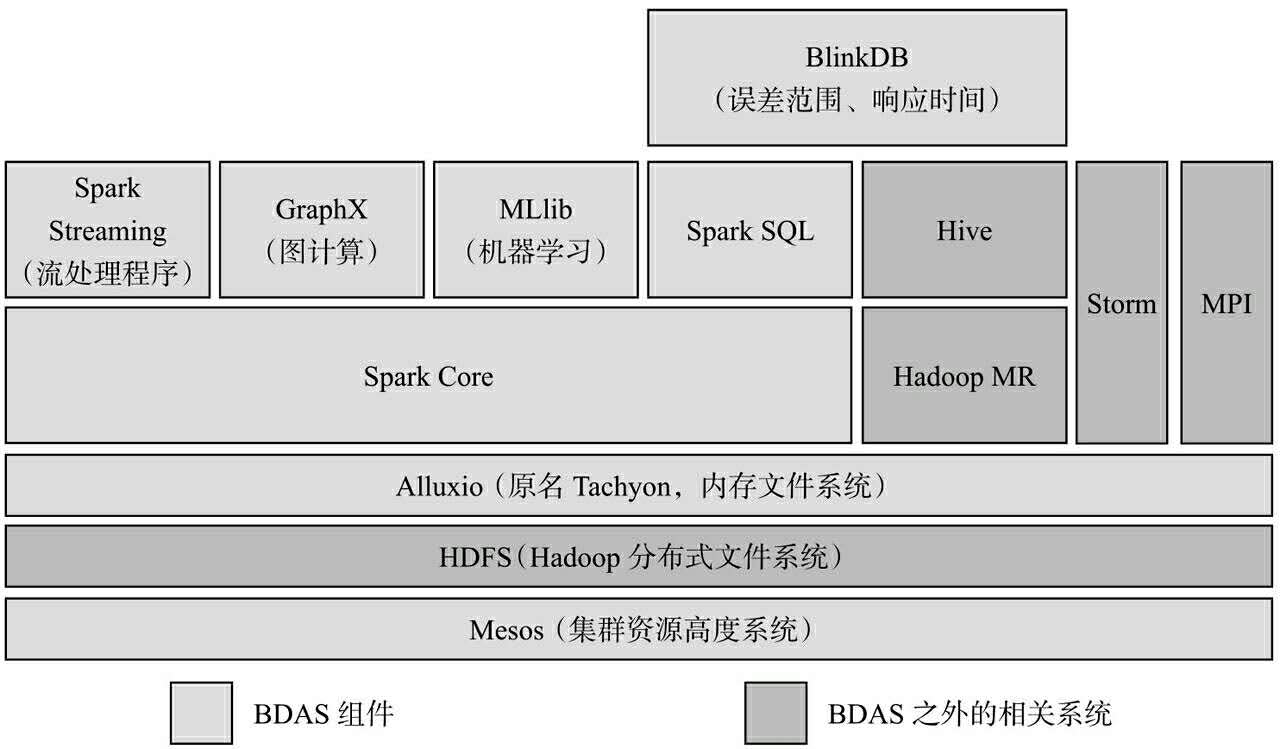 BlinkDB
（误差范围、响应时间）
Spark
Streaming
（流处理程序）
GraphX
（图计算）
MLlib
（机器学习）
Spark SQL
Hive
Storm
MPI
Spark Core
Hadoop MR
Alluxio（原名 Tachyon，内存文件系统）
HDFS（Hadoop 分布式文件系统）
Mesos（集群资源高度系统）
BDAS 组件
BDAS 之外的相关系统